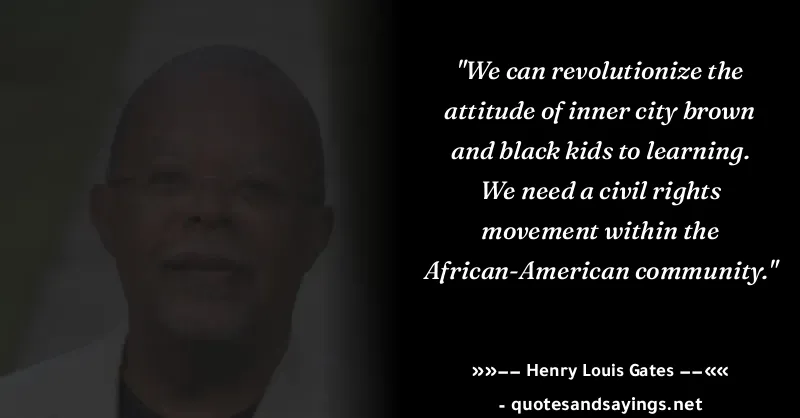 "We can revolutionize the
attitude of inner city brown
and black kids to learning.
We need a civil rights
movement within the
African-American community."
»»−− Henry Louis Gates −−««
- quotesandsayings.net